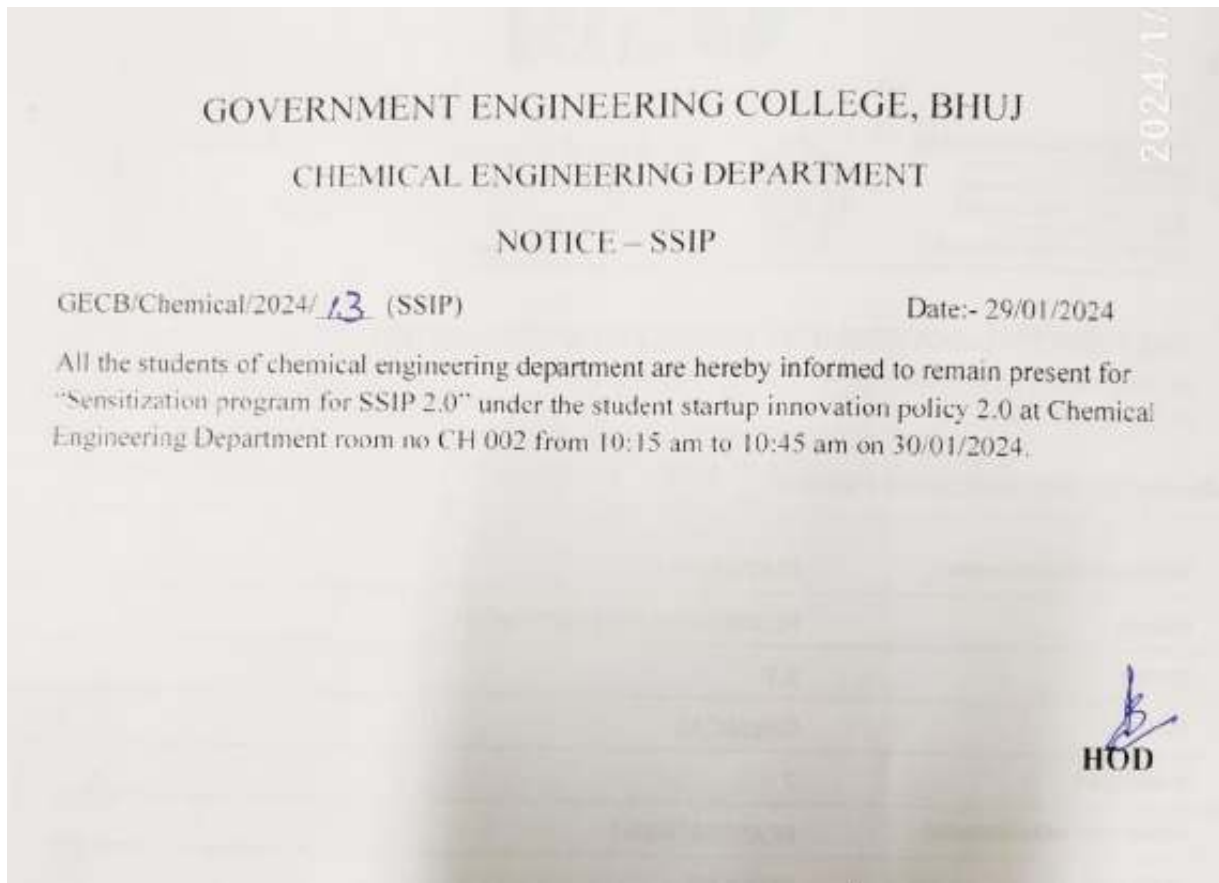 2024/1/
GOVERNMENT ENGINEERING COLLEGE, BHUJ
CHEMICAL ENGINEERING DEPARTMENT
NOTICE – SSIP
GECB/Chemical/2024/ 13 (SSIP) Date:- 29/01/2024
All the students of chemical engineering department are hereby informed to remain present for
“Sensitization program for SSIP 2.0” under the student startup innovation policy 2.0 at Chemical
Engineering Department room no CH 002 from 10:15 am to 10:45 am on 30/01/2024.
HOD